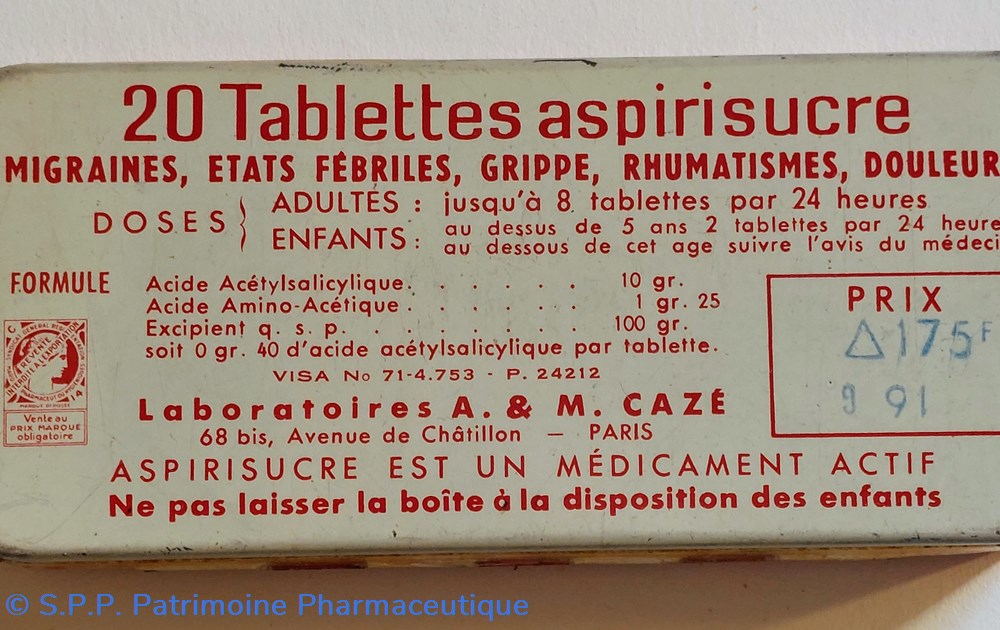 20 Tablettes aspirisucre
MIGRAINES, ETATS FÉBRILES, GRIPPE, RHUMATISMES, DOULEUR
DOSES
ADULTES : jusqu'à 8 tablettes par 24 heures
ENFANTS : au dessus de 5 ans 2 tablettes par 24 heure
au dessous de cet age suivre l'avis du médeci
FORMULE
Acide Acétylsalicylique. . . . . . 10 gr.
Acide Amino-Acétique. . . . . . 1 gr. 25
Excipient q. s. p. . . . . . . 100 gr.
soit 0 gr. 40 d'acide acétylsalicylique par tablette.
VISA No 71-4.753 - P. 24212
PRIX
175F
9 91
REVENTE
INTERDITE A L'EXPORTATION
14
Vente au
PRIX MARQUE
obligatoire
Laboratoires A. & M. CAZÉ
68 bis, Avenue de Châtillon — PARIS
ASPIRISUCRE EST UN MÉDICAMENT ACTIF
Ne pas laisser la boîte à la disposition des enfants
© S.P.P. Patrimoine Pharmaceutique